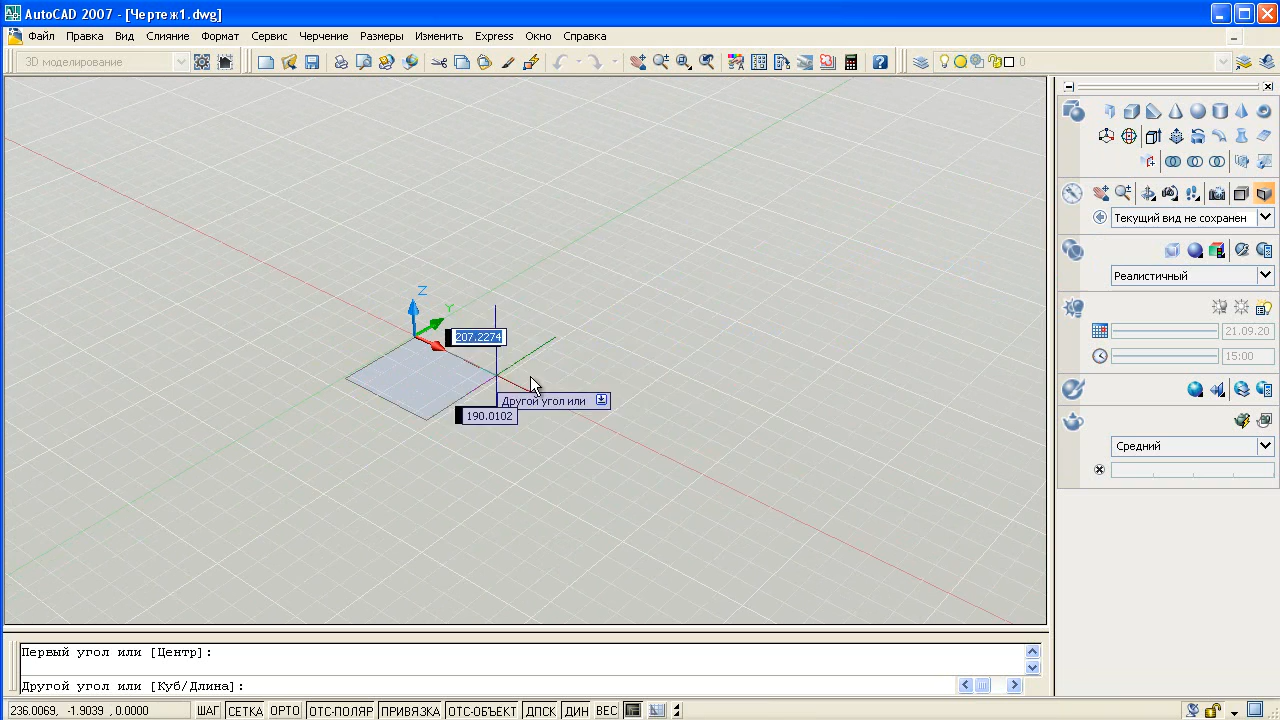 AutoCAD 2007 - [Чертеж1.dwg]
Файл Правка Вид Слияние Формат Сервис Черчение Размеры Изменить Express Окно Справка
3D моделирование
0
Текущий вид не сохранен
Реалистичный
Z
Y
207.2274
21.09.20
15:00
Другой угол или
190.0102
Средний
Первый угол или [Центр]:
Другой угол или [Куб/Длина]:
236.0069, -1.9039 , 0.0000 ШАГ СЕТКА ОРТО ОТС-ПОЛЯР ПРИВЯЗКА ОТС-ОБЪЕКТ ДПСК ДИН ВЕС